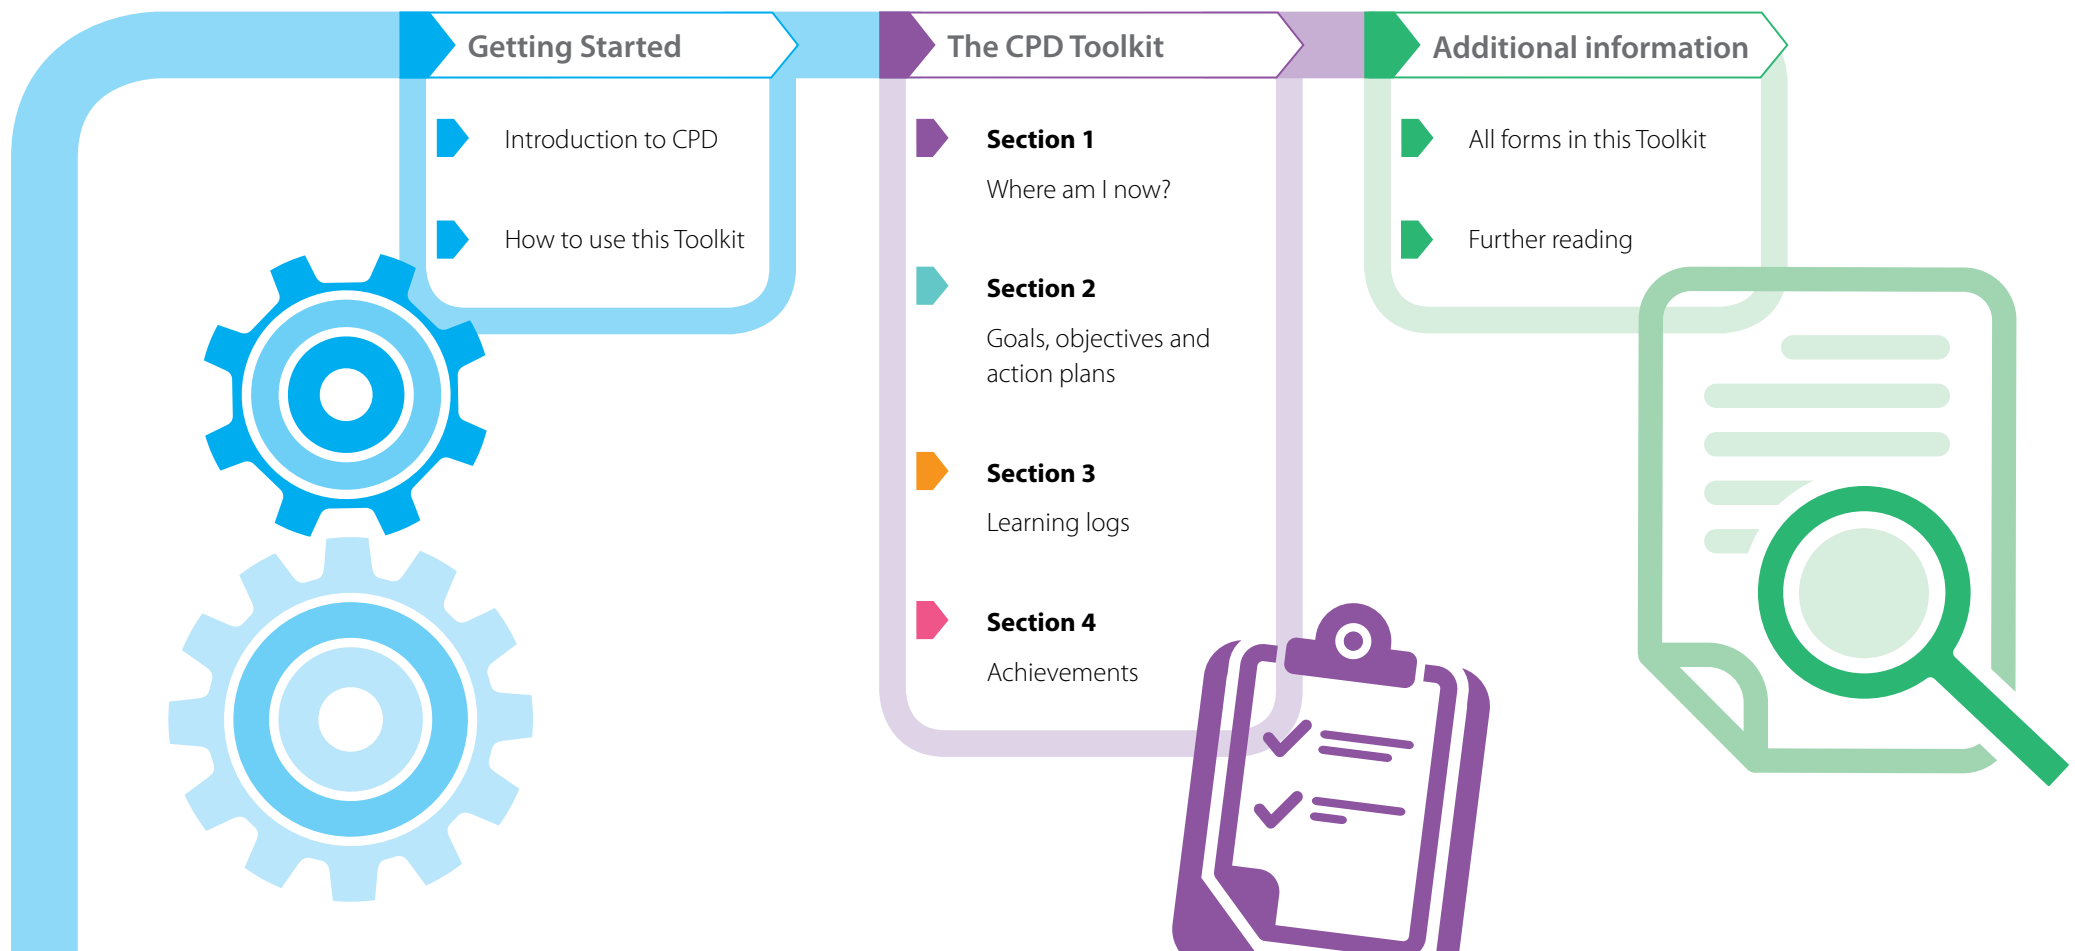 Getting Started
Introduction to CPD
How to use this Toolkit
The CPD Toolkit
Section 1
Where am I now?
Section 2
Goals, objectives and
action plans
Section 3
Learning logs
Section 4
Achievements
Additional information
All forms in this Toolkit
Further reading